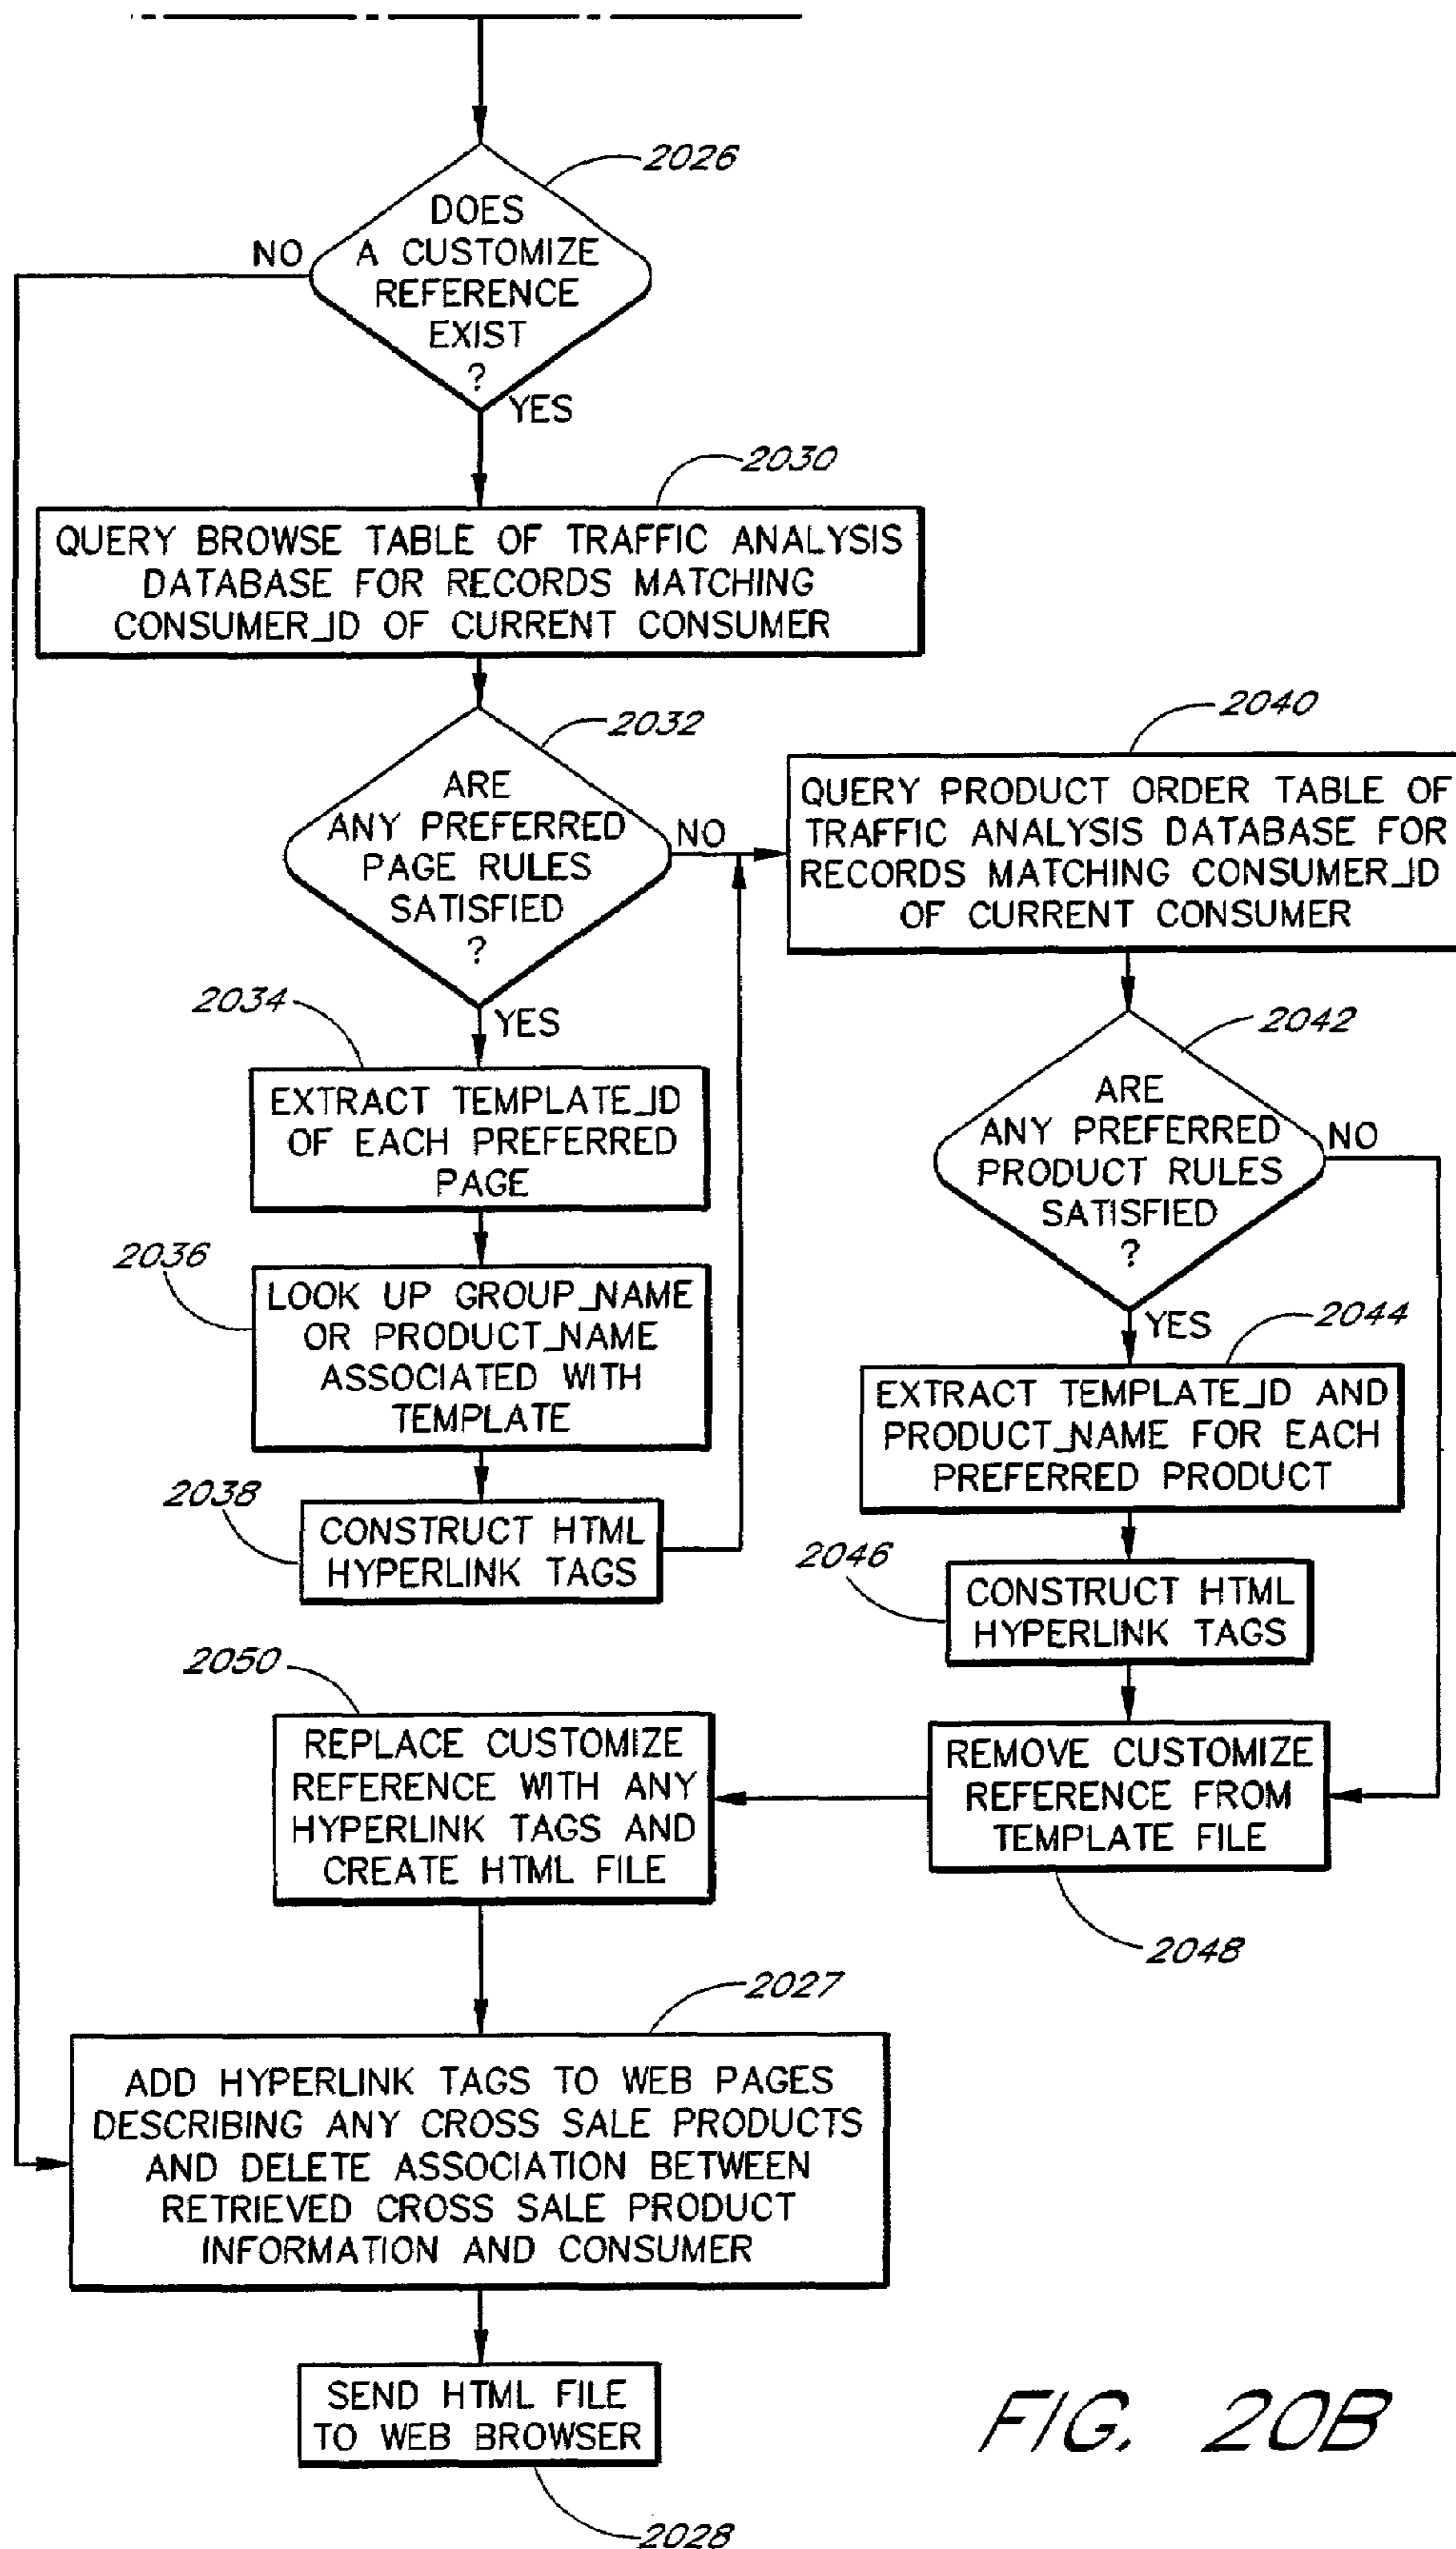 2026
DOES
A CUSTOMIZE
REFERENCE
EXIST
?
NO
YES
2030
QUERY BROWSE TABLE OF TRAFFIC ANALYSIS
DATABASE FOR RECORDS MATCHING
CONSUMER_ID OF CURRENT CONSUMER
2032
ARE
ANY PREFERRED
PAGE RULES
SATISFIED
?
NO
YES
2034
EXTRACT TEMPLATE_ID
OF EACH PREFERRED
PAGE
2036
LOOK UP GROUP_NAME
OR PRODUCT_NAME
ASSOCIATED WITH
TEMPLATE
2038
CONSTRUCT HTML
HYPERLINK TAGS
2040
QUERY PRODUCT ORDER TABLE OF
TRAFFIC ANALYSIS DATABASE FOR
RECORDS MATCHING CONSUMER_ID
OF CURRENT CONSUMER
2042
ARE
ANY PREFERRED
PRODUCT RULES
SATISFIED
?
NO
YES
2044
EXTRACT TEMPLATE_ID AND
PRODUCT_NAME FOR EACH
PREFERRED PRODUCT
2046
CONSTRUCT HTML
HYPERLINK TAGS
REMOVE CUSTOMIZE
REFERENCE FROM
TEMPLATE FILE
2048
2050
REPLACE CUSTOMIZE
REFERENCE WITH ANY
HYPERLINK TAGS AND
CREATE HTML FILE
2027
ADD HYPERLINK TAGS TO WEB PAGES
DESCRIBING ANY CROSS SALE PRODUCTS
AND DELETE ASSOCIATION BETWEEN
RETRIEVED CROSS SALE PRODUCT
INFORMATION AND CONSUMER
SEND HTML FILE
TO WEB BROWSER
2028
FIG. 20B